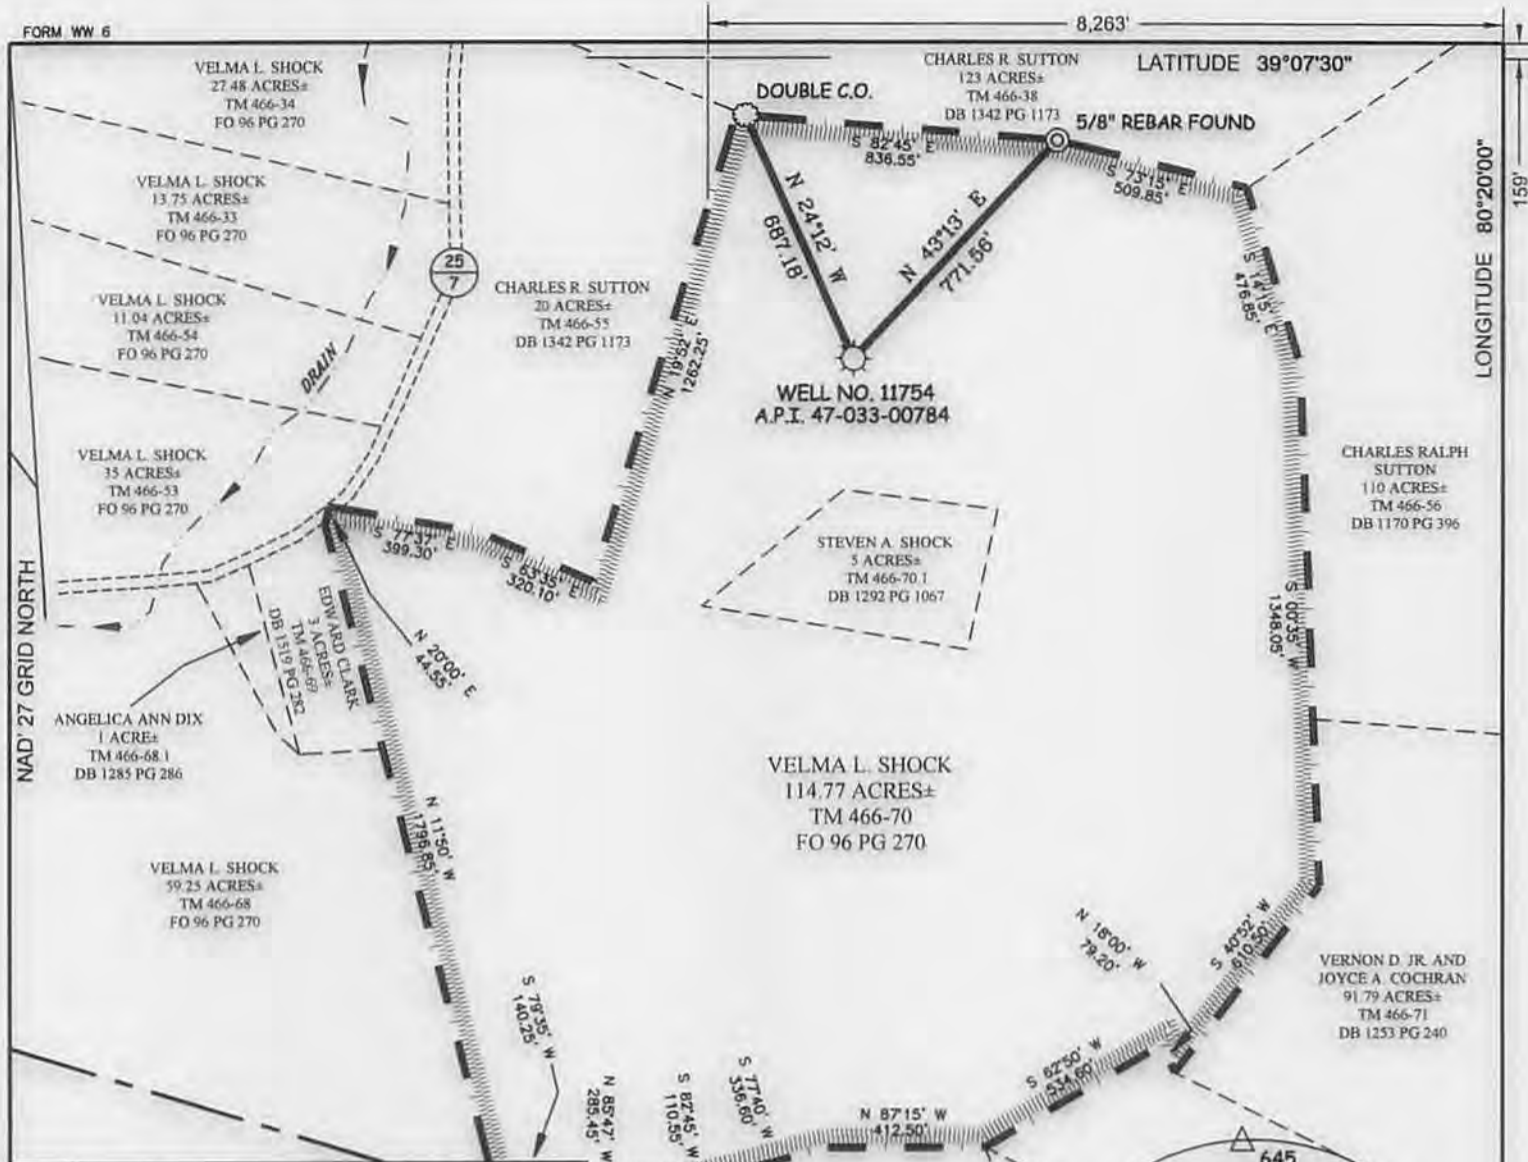 FORM WW 6
8,263'
159'
LATITUDE 39°07'30"
LONGITUDE 80°20'00"
NAD' 27 GRID NORTH
VELMA L. SHOCK
27.48 ACRES±
TM 466-34
FO 96 PG 270
VELMA L. SHOCK
13.75 ACRES±
TM 466-33
FO 96 PG 270
VELMA L. SHOCK
11.04 ACRES±
TM 466-54
FO 96 PG 270
VELMA L. SHOCK
35 ACRES±
TM 466-53
FO 96 PG 270
DRAIN
25
7
CHARLES R. SUTTON
20 ACRES±
TM 466-55
DB 1342 PG 1173
DOUBLE C.O.
CHARLES R. SUTTON
123 ACRES±
TM 466-38
DB 1342 PG 1173
5/8" REBAR FOUND
S 82°45' E
836.55'
S 73°15' E
509.85'
N 24°12' W
687.18'
N 43°13' E
771.56'
S 14°15' E
476.85'
N 19°52' E
1262.25'
WELL NO. 11754
A.P.I. 47-033-00784
CHARLES RALPH
SUTTON
110 ACRES±
TM 466-56
DB 1170 PG 396
S 77°37' E
399.30'
S 63°35' E
320.10'
STEVEN A. SHOCK
5 ACRES±
TM 466-70.1
DB 1292 PG 1067
S 00°35' W
1348.05'
EDWARD CLARK
3 ACRES±
TM 466-69
DB 1519 PG 282
N 20°00' E
44.55'
ANGELICA ANN DIX
1 ACRE±
TM 466-68.1
DB 1285 PG 286
VELMA L. SHOCK
114.77 ACRES±
TM 466-70
FO 96 PG 270
N 11°50' W
1796.85'
VELMA L. SHOCK
59.25 ACRES±
TM 466-68
FO 96 PG 270
N 18°00' W
79.20'
S 40°52' W
610.50'
VERNON D. JR. AND
JOYCE A. COCHRAN
91.79 ACRES±
TM 466-71
DB 1253 PG 240
S 79°35' W
140.25'
N 85°47' W
285.45'
S 82°45' W
110.55'
S 77°40' W
336.60'
N 87°15' W
412.50'
S 62°50' W
534.60'
645